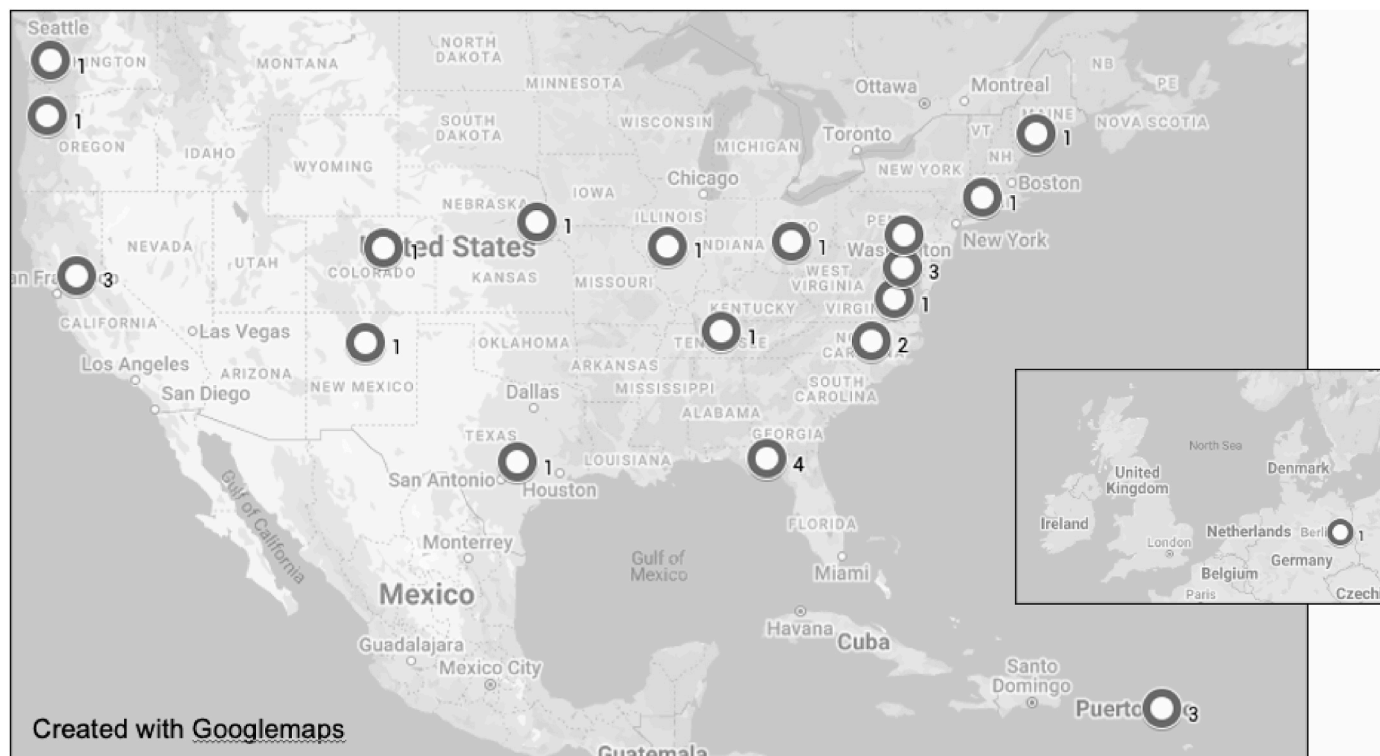 Seattle
1
NORTH
DAKOTA
MONTANA
MINNESOTA
Ottawa
Montreal
NB
PE
1
OREGON
IDAHO
SOUTH
DAKOTA
WISCONSIN
MICHIGAN
Toronto
VT
MAINE
1
NOVA SCOTIA
WYOMING
Chicago
NEW YORK
NH
Boston
1
NEBRASKA
1
IOWA
ILLINOIS
1
1
New York
NEVADA
UTAH
1
COLORADO
KANSAS
MISSOURI
WEST
VIRGINIA
3
3
CALIFORNIA
Las Vegas
KENTUCKY
1
1
2
Los Angeles
ARIZONA
1
NEW MEXICO
OKLAHOMA
ARKANSAS
MISSISSIPPI
SOUTH
CAROLINA
San Diego
Dallas
ALABAMA
GEORGIA
TEXAS
1
LOUISIANA
4
San Antonio
Houston
Gulf of California
FLORIDA
Monterrey
Gulf of
Mexico
Miami
Mexico
Havana
Cuba
Guadalajara
Mexico City
Santo
Domingo
3
Guatemala
Created with Googlemaps
North Sea
United
Kingdom
Denmark
Ireland
Netherlands
1
London
Germany
Belgium
Paris